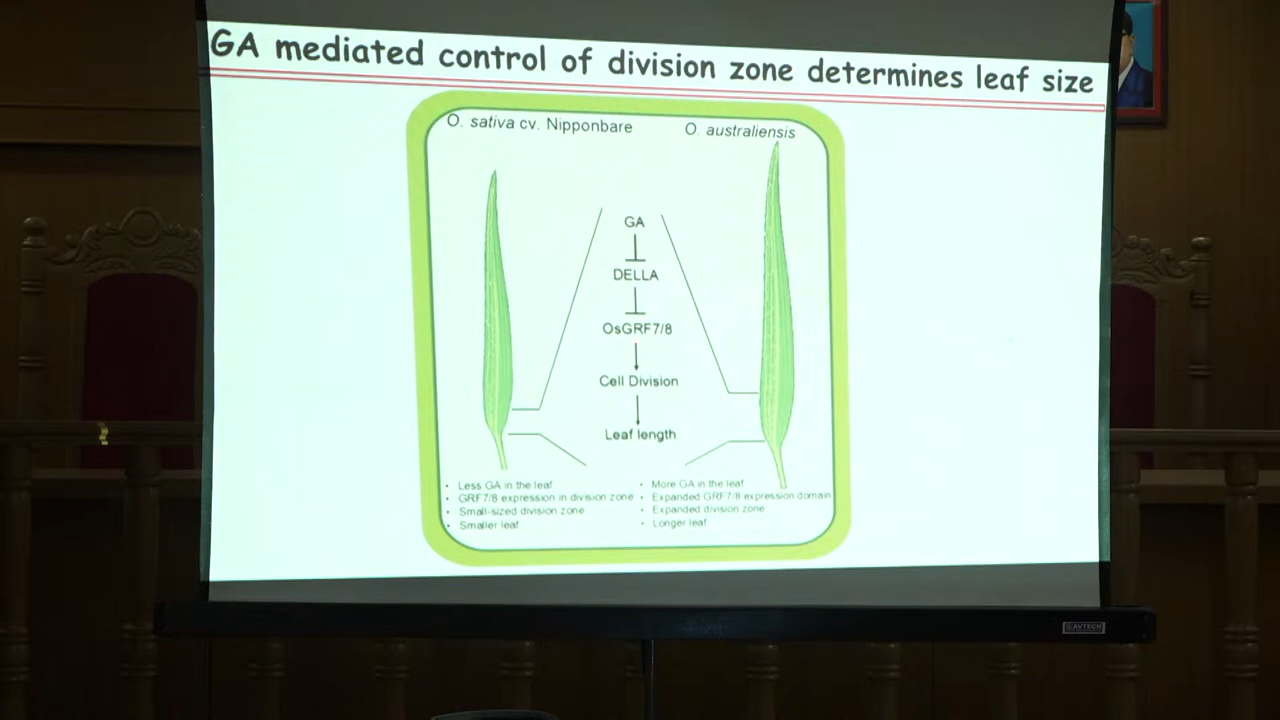 GA mediated control of division zone determines leaf size
O. sativa cv. Nipponbare
O. australiensis
GA
DELLA
OsGRF7/8
Cell Division
Leaf length
• Less GA in the leaf
• GRF7/8 expression in division zone
• Small-sized division zone
• Smaller leaf
• More GA in the leaf
• Expanded GRF7/8 expression domain
• Expanded division zone
• Longer leaf
AVTECH